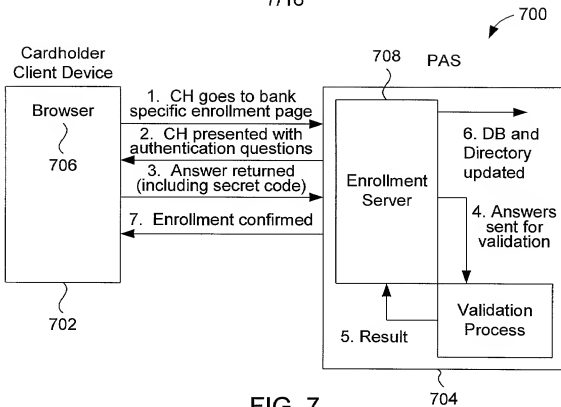 7/16
700
Cardholder
Client Device
708
PAS
Browser
706
1. CH goes to bank
specific enrollment page
2. CH presented with
authentication questions
3. Answer returned
(including secret code)
7. Enrollment confirmed
Enrollment
Server
6. DB and
Directory
updated
4. Answers
sent for
validation
Validation
Process
5. Result
702
704
FIG. 7